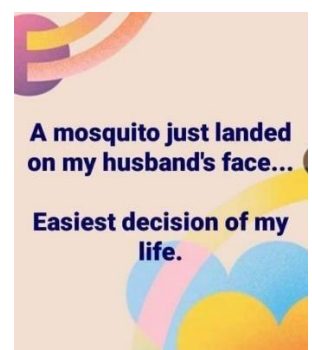 A mosquito just landed
on my husband's face...
Easiest decision of my
life.